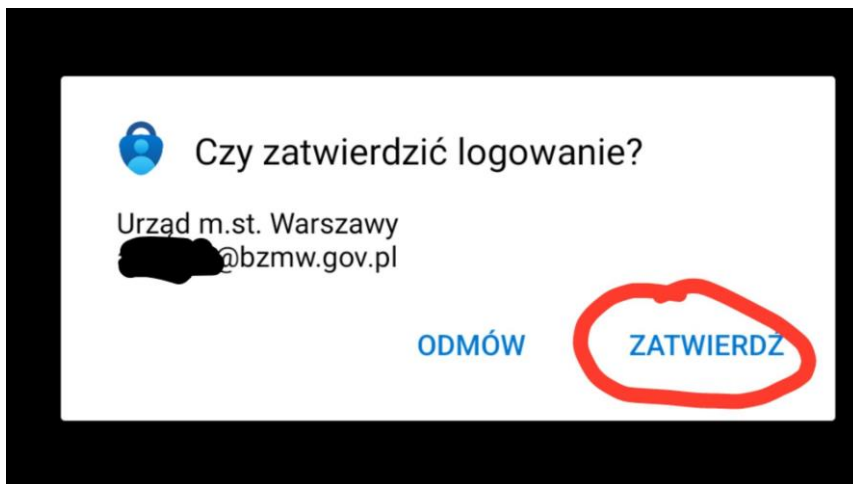 Czy zatwierdzić logowanie?
Urząd m.st. Warszawy
@bzmw.gov.pl
ODMÓW
ZATWIERDŹ